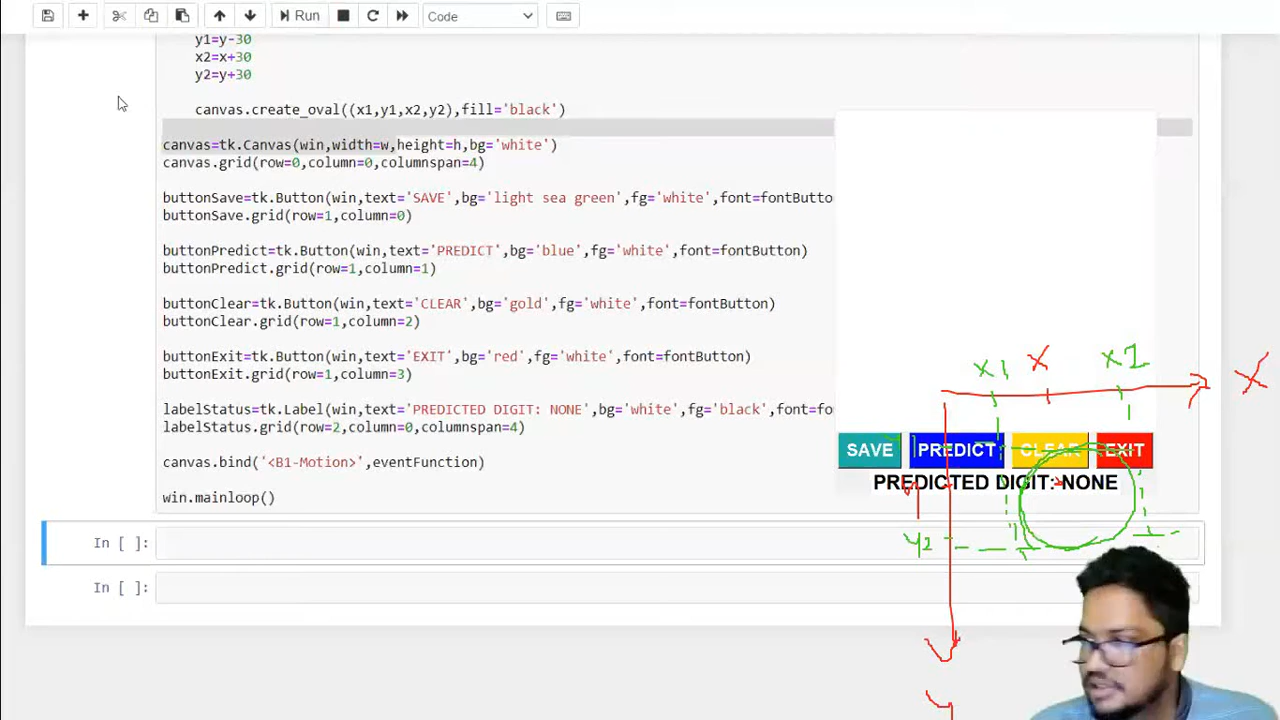 Run
Code
y1=y-30
x2=x+30
y2=y+30
canvas.create_oval((x1,y1,x2,y2),fill='black')
canvas=tk.Canvas(win,width=w,height=h,bg='white')
canvas.grid(row=0,column=0,columnspan=4)
buttonSave=tk.Button(win,text='SAVE',bg='light sea green',fg='white',font=fontButto
buttonSave.grid(row=1,column=0)
buttonPredict=tk.Button(win,text='PREDICT',bg='blue',fg='white',font=fontButton)
buttonPredict.grid(row=1,column=1)
buttonClear=tk.Button(win,text='CLEAR',bg='gold',fg='white',font=fontButton)
buttonClear.grid(row=1,column=2)
buttonExit=tk.Button(win,text='EXIT',bg='red',fg='white',font=fontButton)
buttonExit.grid(row=1,column=3)
labelStatus=tk.Label(win,text='PREDICTED DIGIT: NONE',bg='white',fg='black',font=fo
labelStatus.grid(row=2,column=0,columnspan=4)
canvas.bind('<B1-Motion>',eventFunction)
win.mainloop()
In [ ]:
In [ ]:
x1 x x2
X
SAVE PREDICT CLEAR EXIT
PREDICTED DIGIT: NONE
y2
y